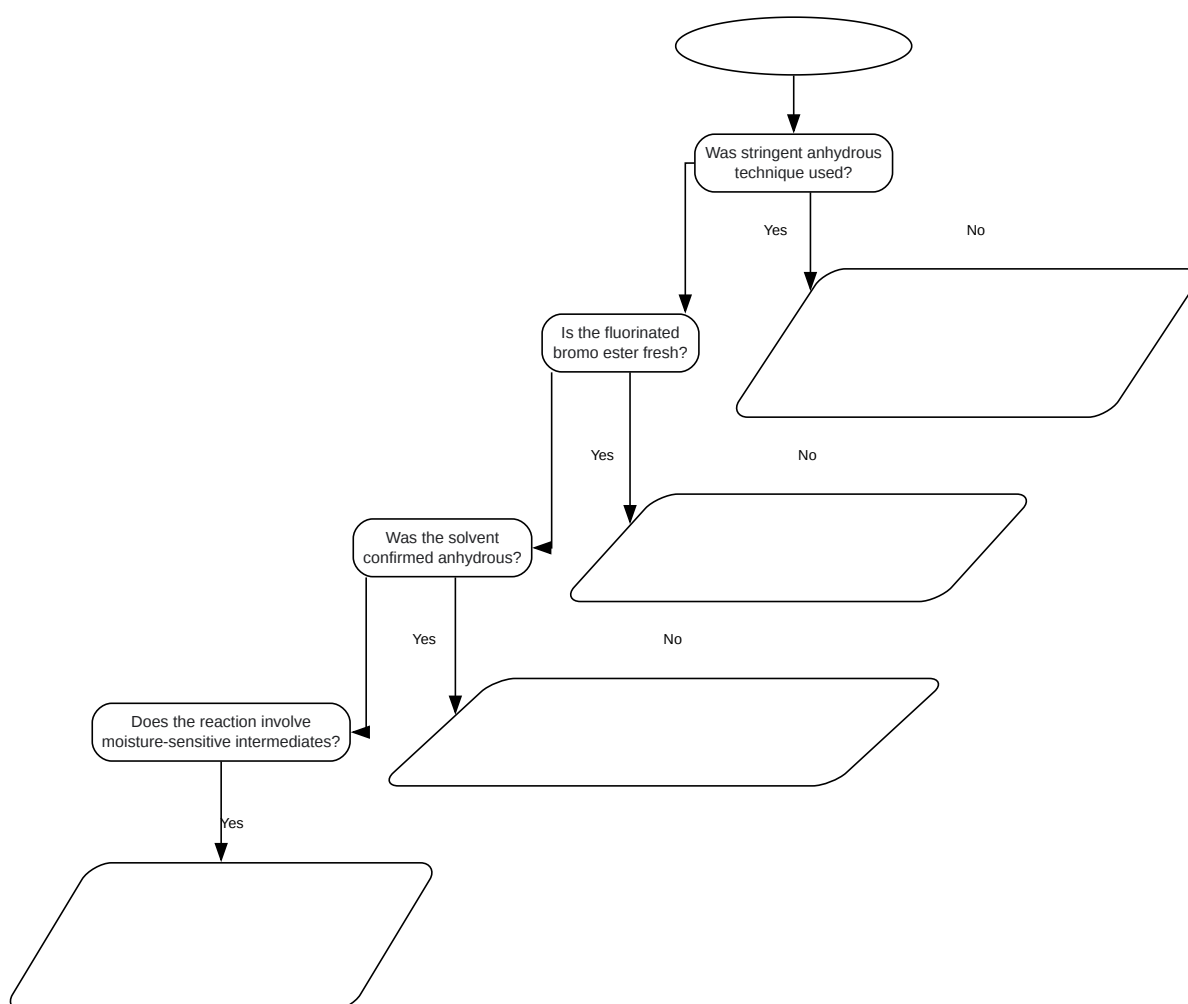 Was stringent anhydrous
technique used?
Yes
No
Is the fluorinated
bromo ester fresh?
Yes
No
Was the solvent
confirmed anhydrous?
Yes
No
Does the reaction involve
moisture-sensitive intermediates?
Yes